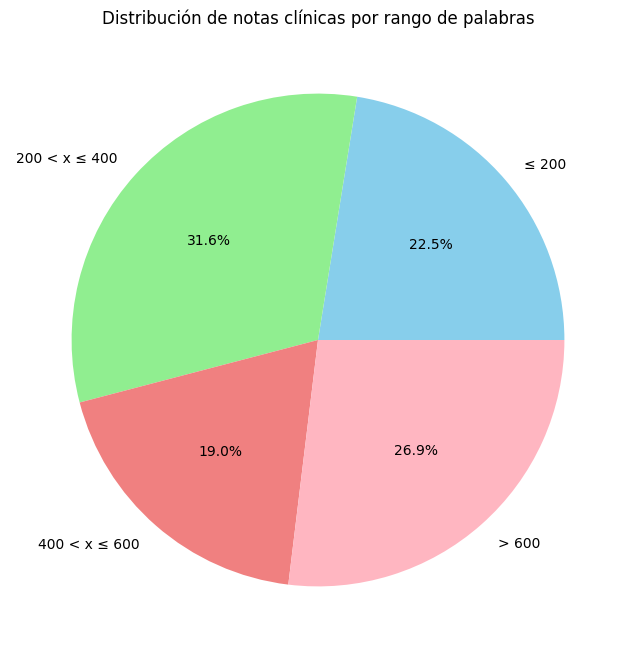 Distribución de notas clínicas por rango de palabras
200 < x ≤ 400
≤ 200
31.6%
22.5%
19.0%
26.9%
400 < x ≤ 600
> 600